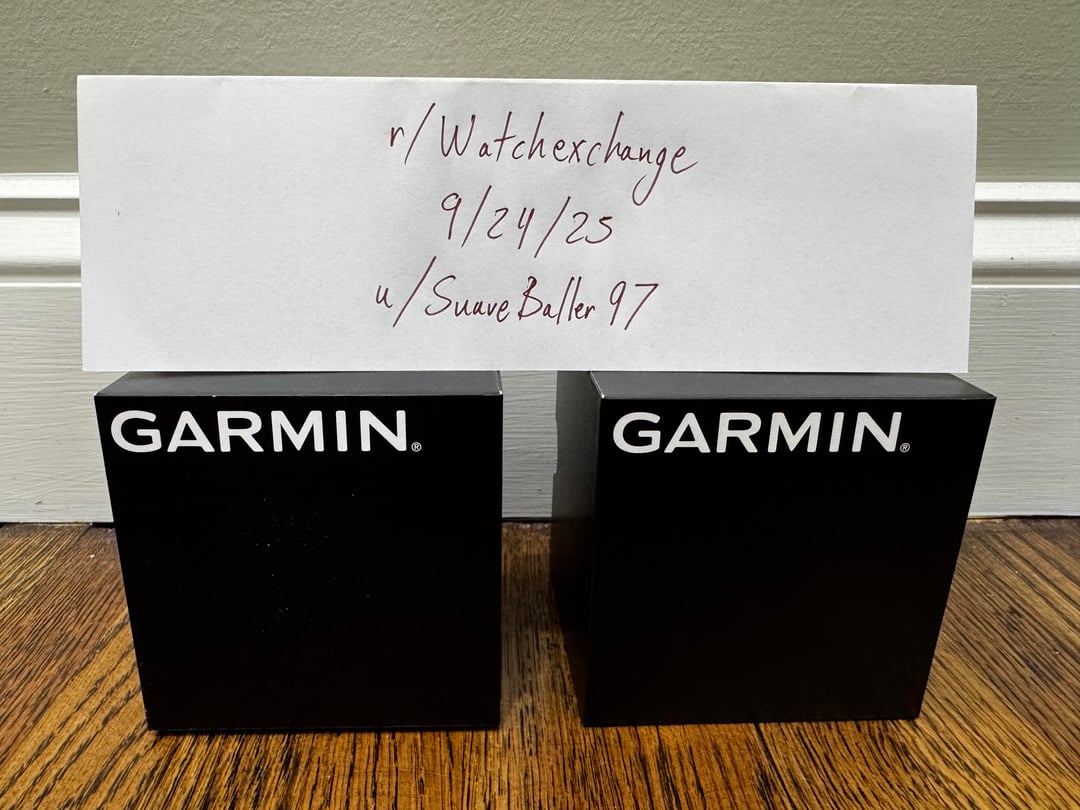 r/Watchexchange
9/24/25
u/SuaveBaller97
GARMIN®
GARMIN®